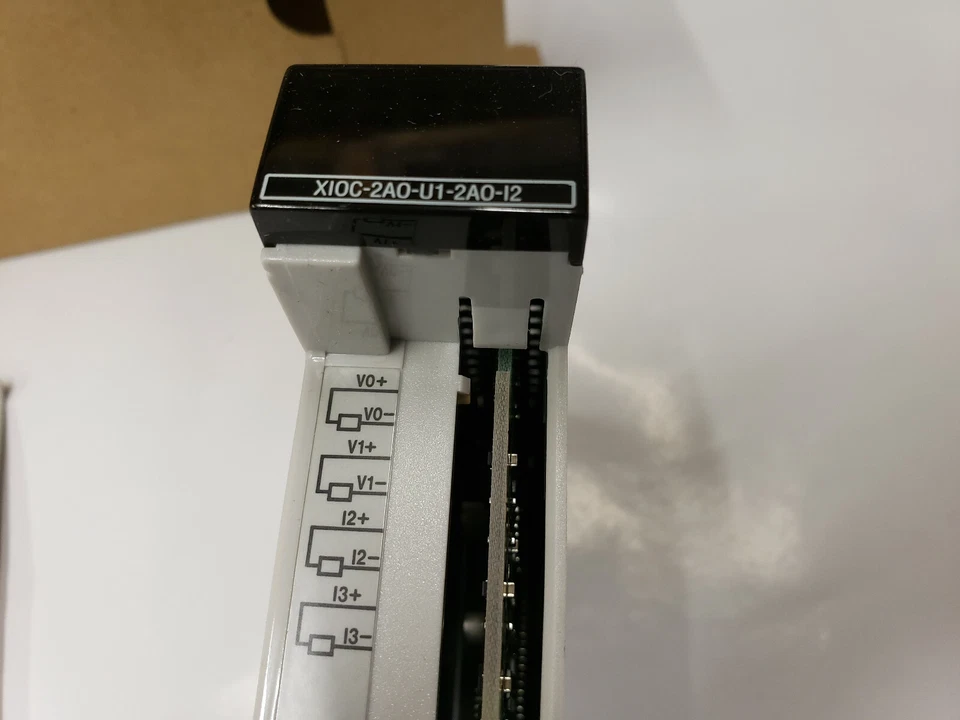 XIOC-2AO-U1-2AO-I2
V0+
V0-
V1+
V1-
I2+
I2-
I3+
I3-